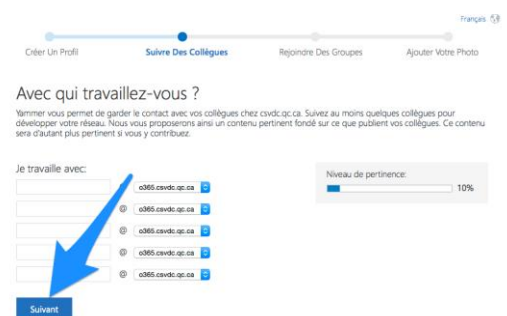 Français
Créer Un Profil
Suivre Des Collègues
Rejoindre Des Groupes
Ajouter Votre Photo
Avec qui travaillez-vous ?
Yammer vous permet de garder le contact avec vos collègues chez csvdc.qc.ca. Suivez au moins quelques collègues pour
développer votre réseau. Nous vous proposerons ainsi un contenu pertinent fondé sur ce que publient vos collègues. Ce contenu
sera d'autant plus pertinent si vous y contribuez.
Je travaille avec:
Niveau de pertinence:
10%
o365.csvdc.qc.ca
@ o365.csvdc.qc.ca
@ o365.csvdc.qc.ca
@ o365.csvdc.qc.ca
@ o365.csvdc.qc.ca
Suivant